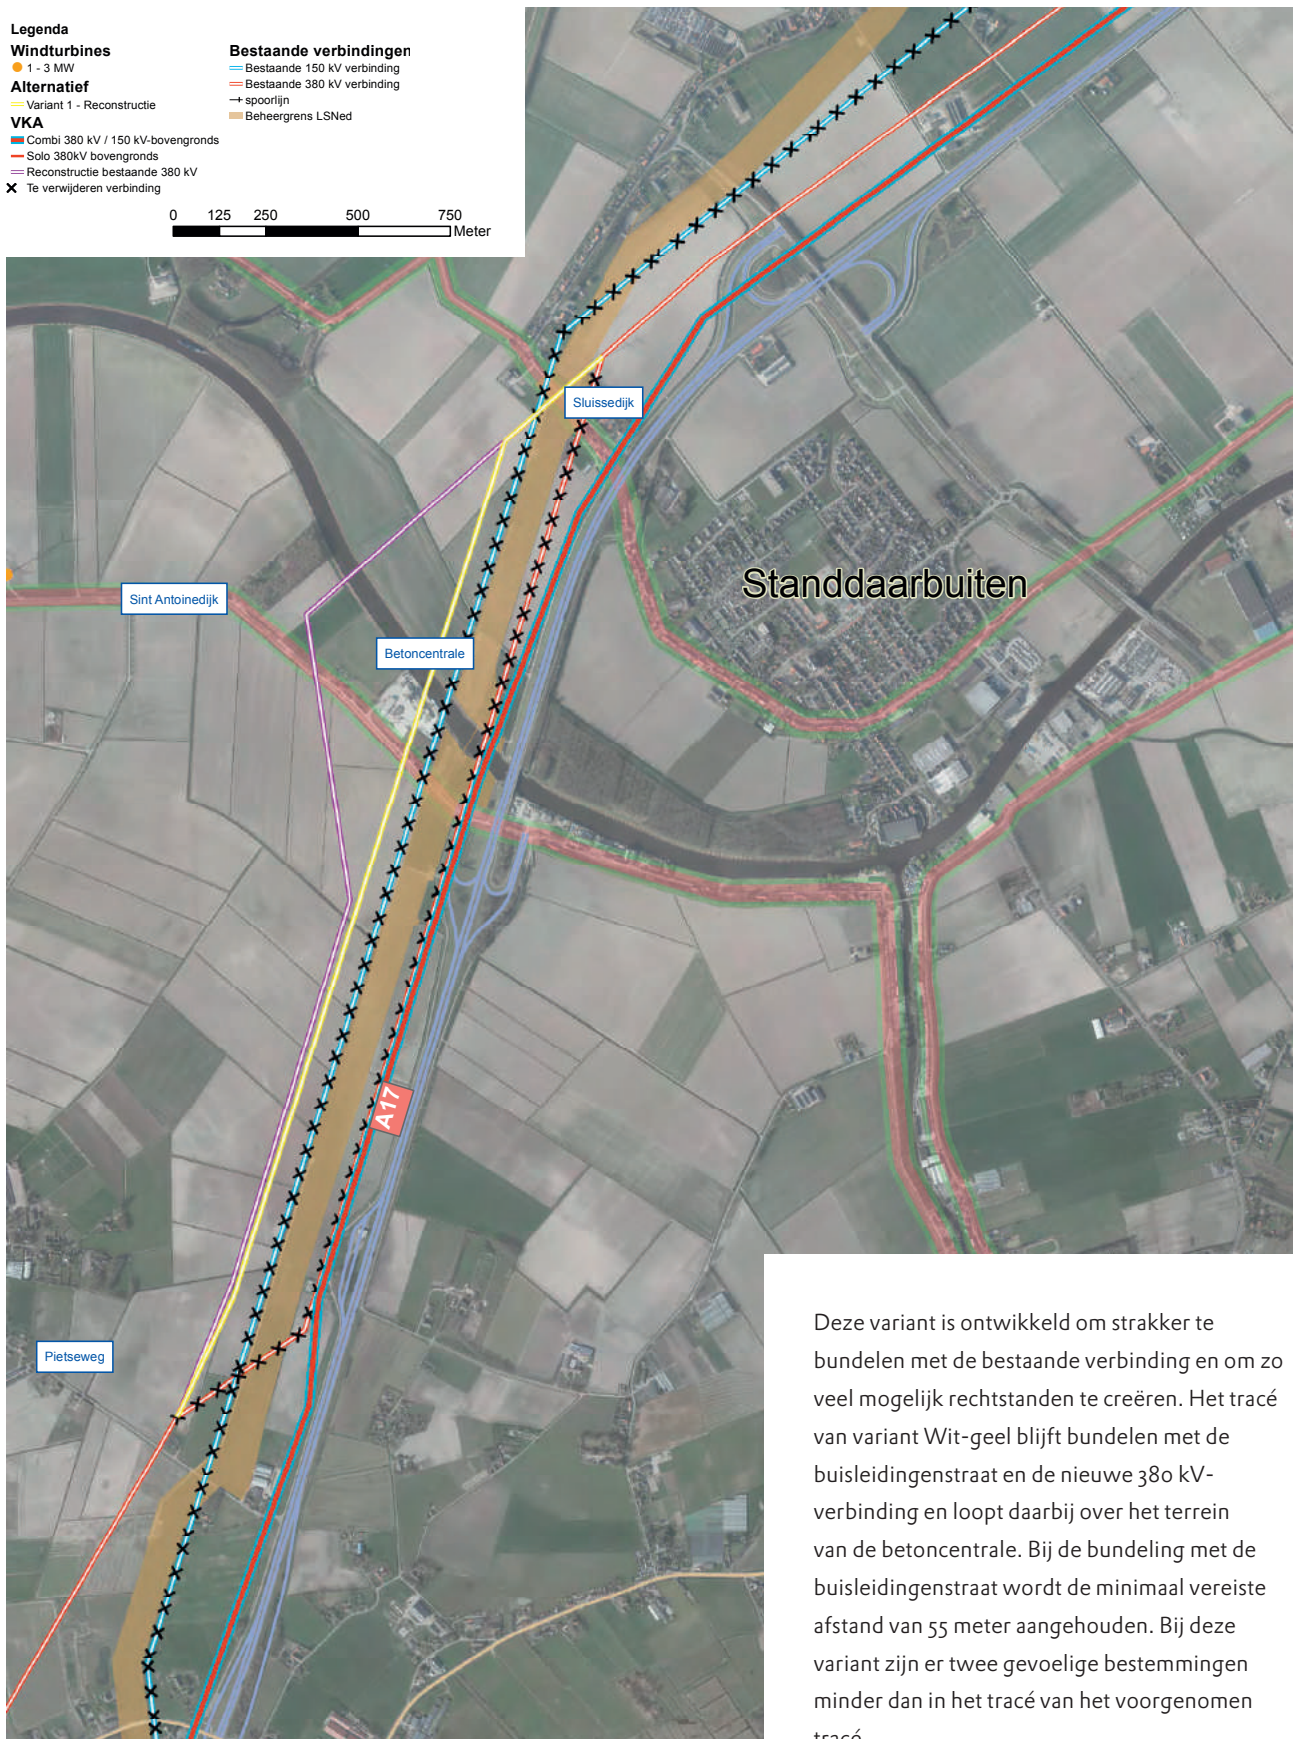 Legenda
Windturbines
1 - 3 MW
Alternatief
Variant 1 - Reconstructie
VKA
Combi 380 kV / 150 kV-bovengronds
Solo 380kV bovengronds
Reconstructie bestaande 380 kV
Te verwijderen verbinding
Bestaande verbindingen
Bestaande 150 kV verbinding
Bestaande 380 kV verbinding
spoorlijn
Beheergrens LSNed
0 125 250 500 750
Meter
Sluissedijk
Standdaarbuiten
Sint Antoinedijk
Betoncentrale
A17
Pietseweg
Deze variant is ontwikkeld om strakker te
bundelen met de bestaande verbinding en om zo
veel mogelijk rechtstanden te creëren. Het tracé
van variant Wit-geel blijft bundelen met de
buisleidingenstraat en de nieuwe 380 kV-
verbinding en loopt daarbij over het terrein
van de betoncentrale. Bij de bundeling met de
buisleidingenstraat wordt de minimaal vereiste
afstand van 55 meter aangehouden. Bij deze
variant zijn er twee gevoelige bestemmingen
minder dan in het tracé van het voorgenomen
tracé